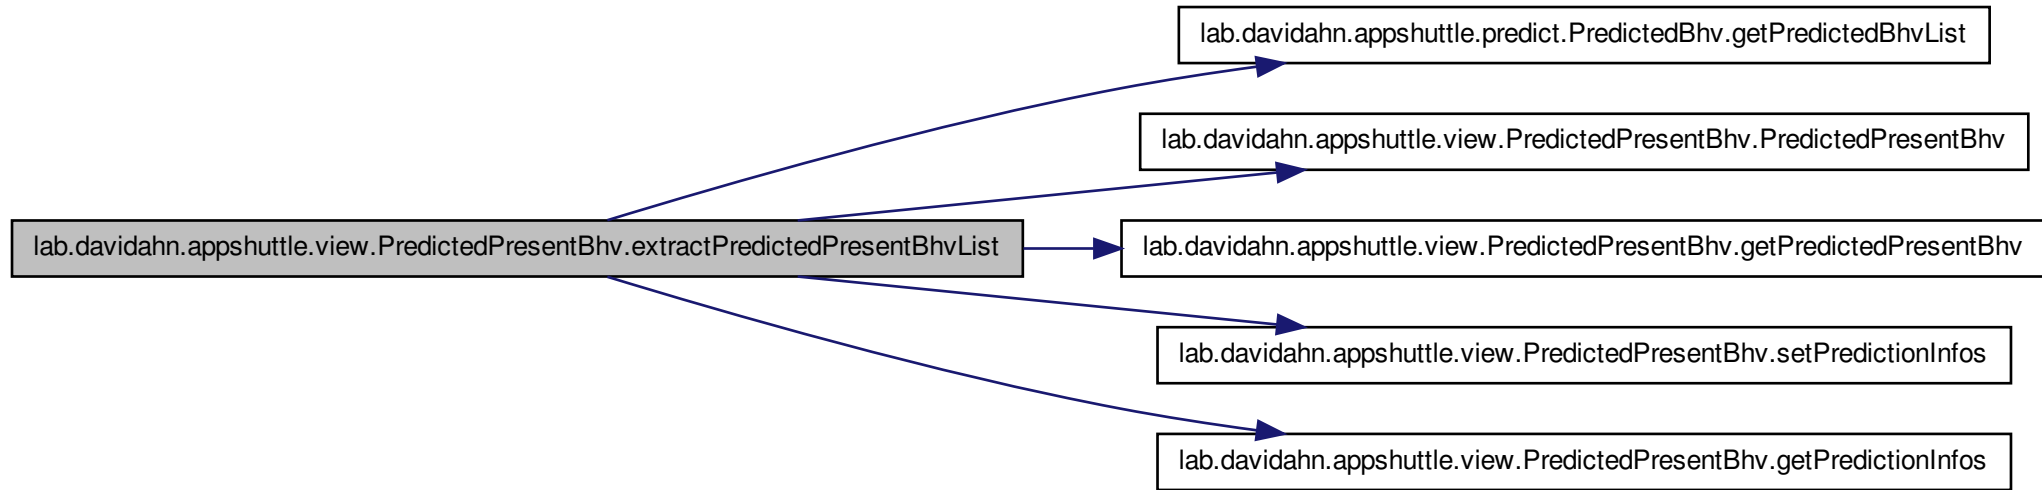 lab.davidahn.appshuttle.predict.PredictedBhv.getPredictedBhvList
lab.davidahn.appshuttle.view.PredictedPresentBhv.PredictedPresentBhv
lab.davidahn.appshuttle.view.PredictedPresentBhv.extractPredictedPresentBhvList
lab.davidahn.appshuttle.view.PredictedPresentBhv.getPredictedPresentBhv
lab.davidahn.appshuttle.view.PredictedPresentBhv.setPredictionInfos
lab.davidahn.appshuttle.view.PredictedPresentBhv.getPredictionInfos